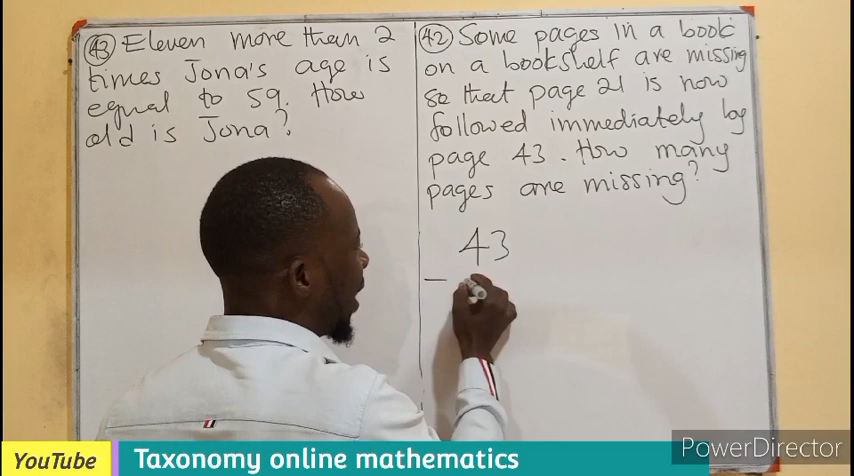 (43) Eleven more than 2
times Jona's age is
equal to 59. How
old is Jona?
(42) Some pages in a book
on a bookshelf are missing
so that page 21 is now
followed immediately by
page 43. How many
pages are missing?
43
-
PowerDirector
YouTube Taxonomy online mathematics